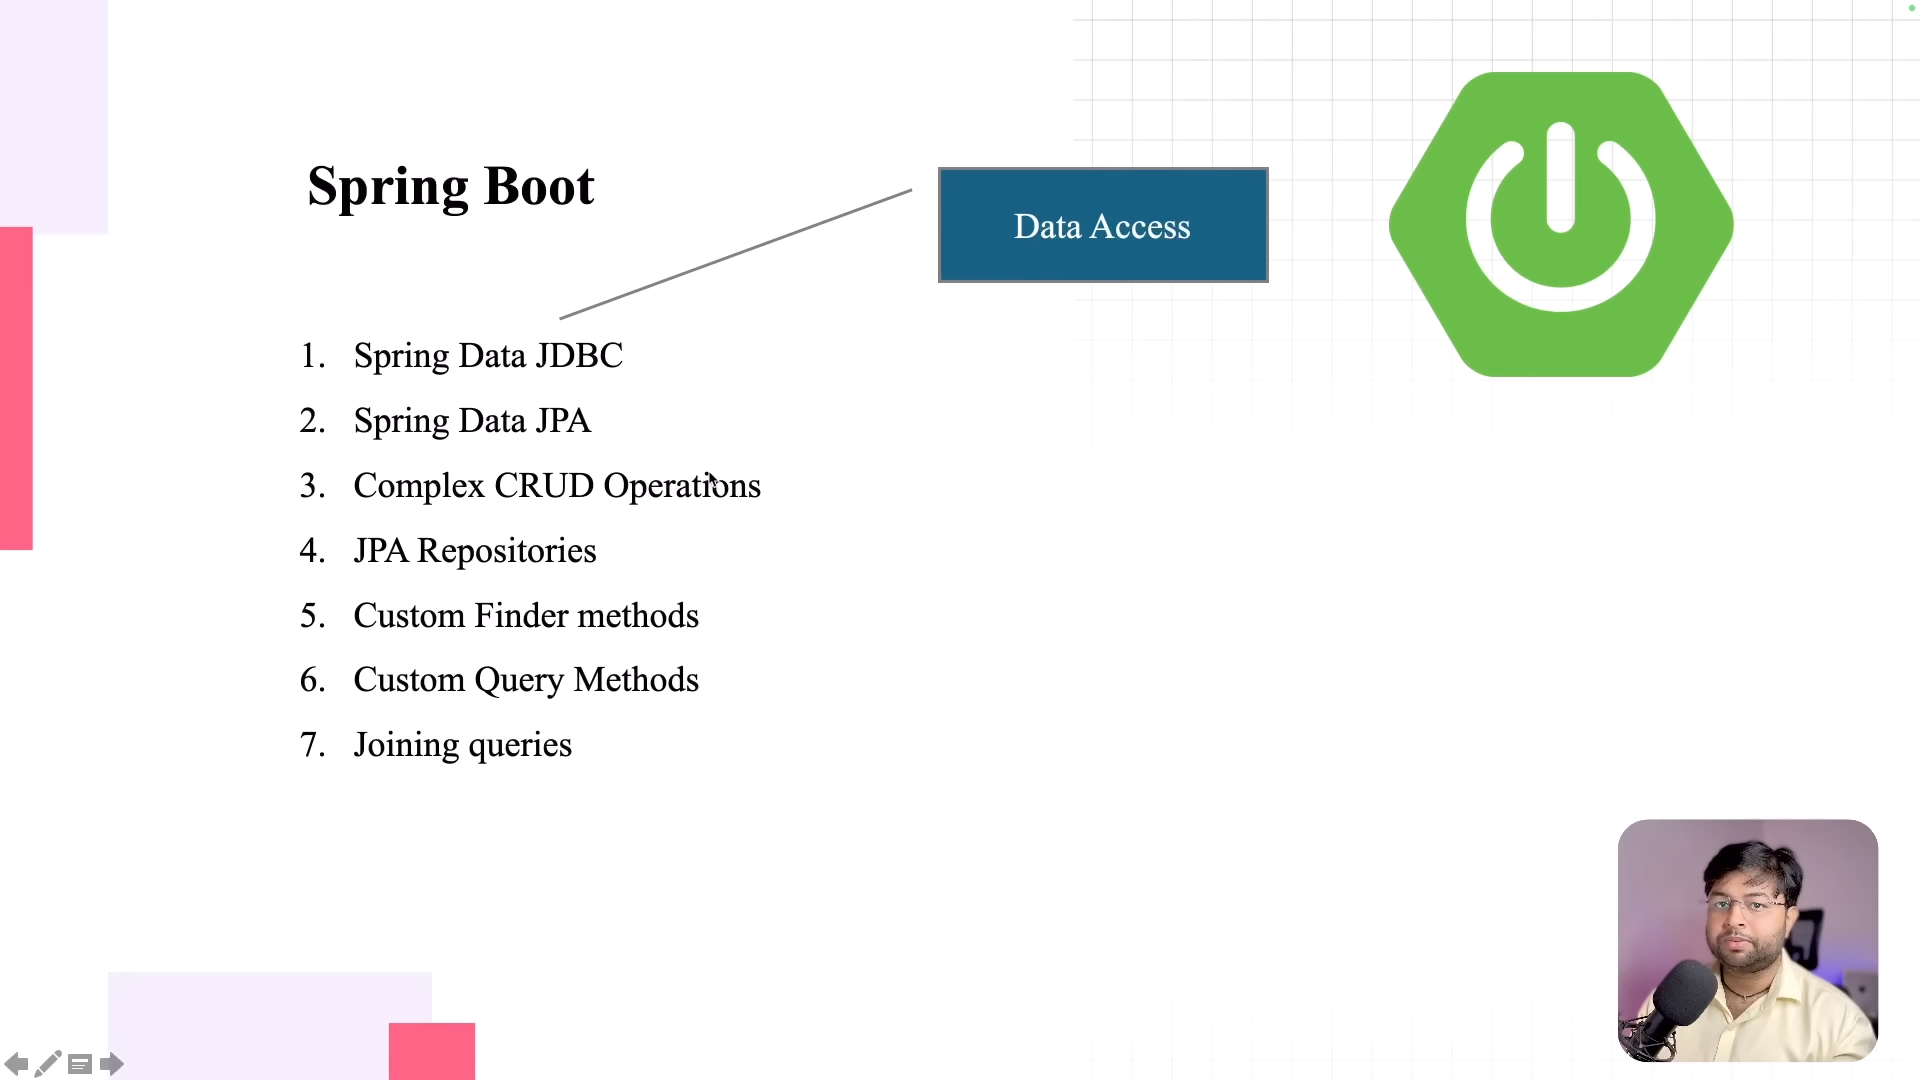 Spring Boot
Data Access
1. Spring Data JDBC
2. Spring Data JPA
3. Complex CRUD Operations
4. JPA Repositories
5. Custom Finder methods
6. Custom Query Methods
7. Joining queries